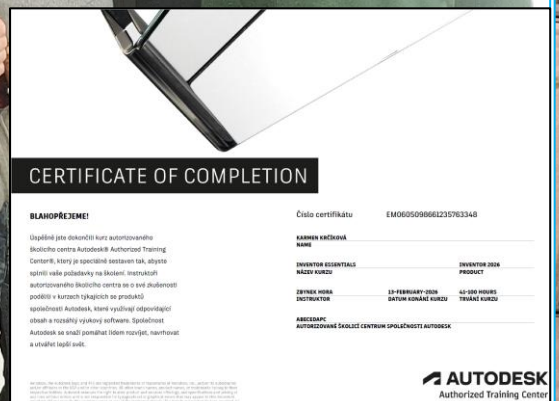 CERTIFICATE OF COMPLETION
BLAHOPŘEJEME!
Úspěšně jste dokončili kurz autorizovaného
školicího centra Autodesk® Authorized Training
Center®, který je speciálně sestaven tak, abyste
splnili vaše požadavky na školení. Instruktoři
autorizovaného školicího centra se o své zkušenosti
podělili v kurzech týkajících se produktů
společnosti Autodesk, které využívají odpovídající
obsah a rozsáhlý výukový software. Společnost
Autodesk se snaží pomáhat lidem rozvíjet, navrhovat
a utvářet lepší svět.
Číslo certifikátu EM0605098661235763348
KARMEN KRČÍKOVÁ
NAME
INVENTOR ESSENTIALS INVENTOR 2026
NÁZEV KURZU PRODUCT
ZBYNEK HORA 13-FEBRUARY-2026 41-100 HOURS
INSTRUKTOR DATUM KONÁNÍ KURZU TRVÁNÍ KURZU
ABECEDAPC
AUTORIZOVANÉ ŠKOLICÍ CENTRUM SPOLEČNOSTI AUTODESK
AUTODESK
Authorized Training Center